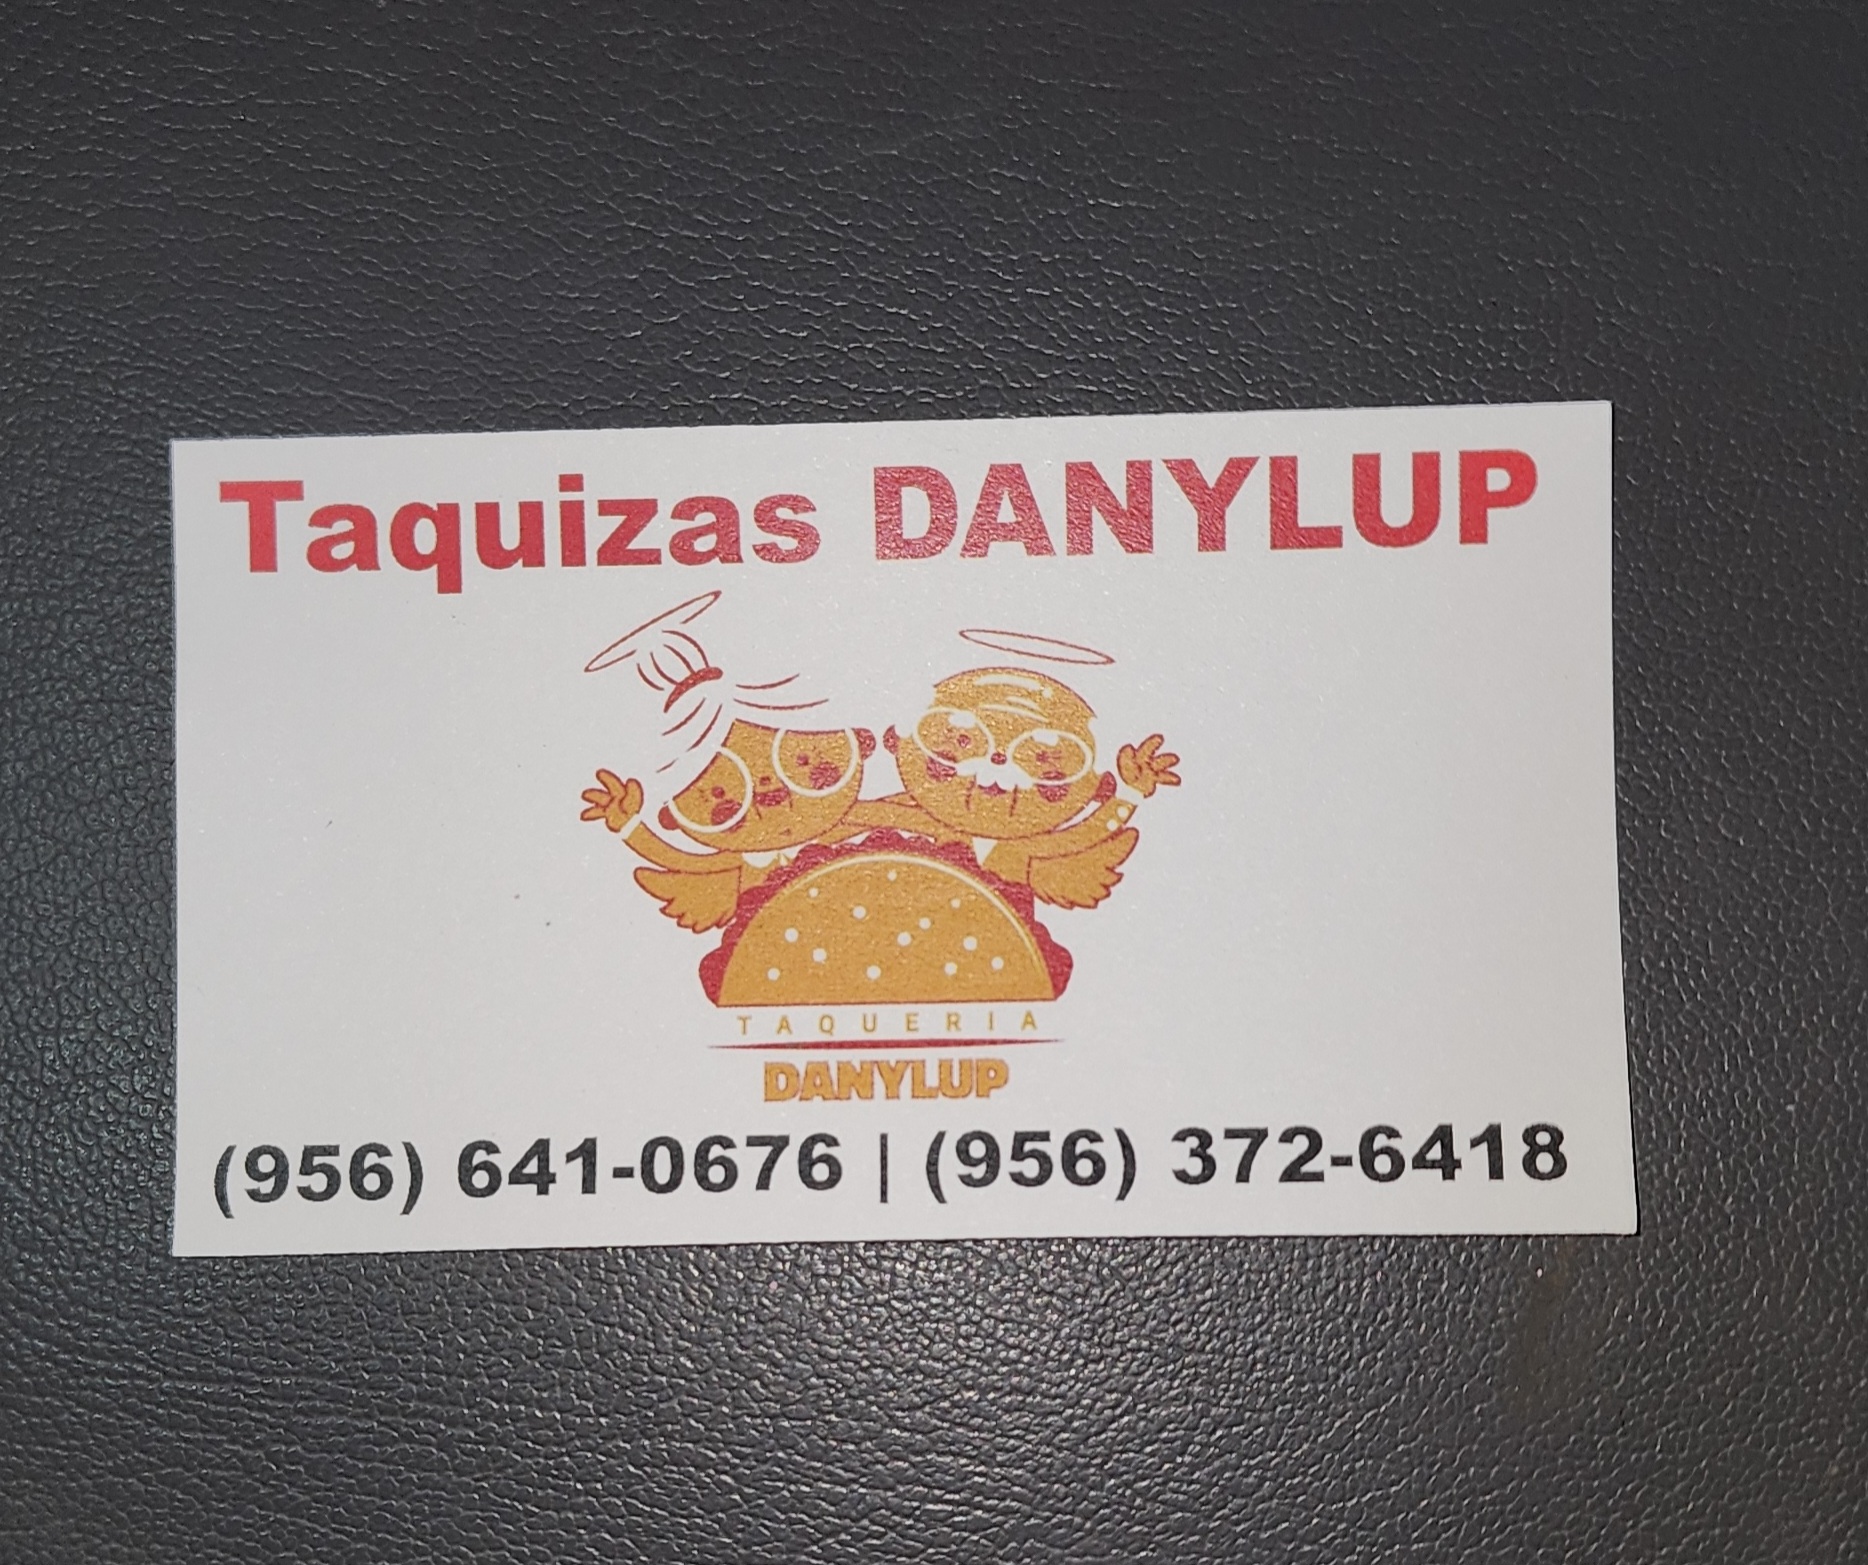 Taquizas DANYLUP
TAQUERIA
DANYLUP
(956) 641-0676 | (956) 372-6418